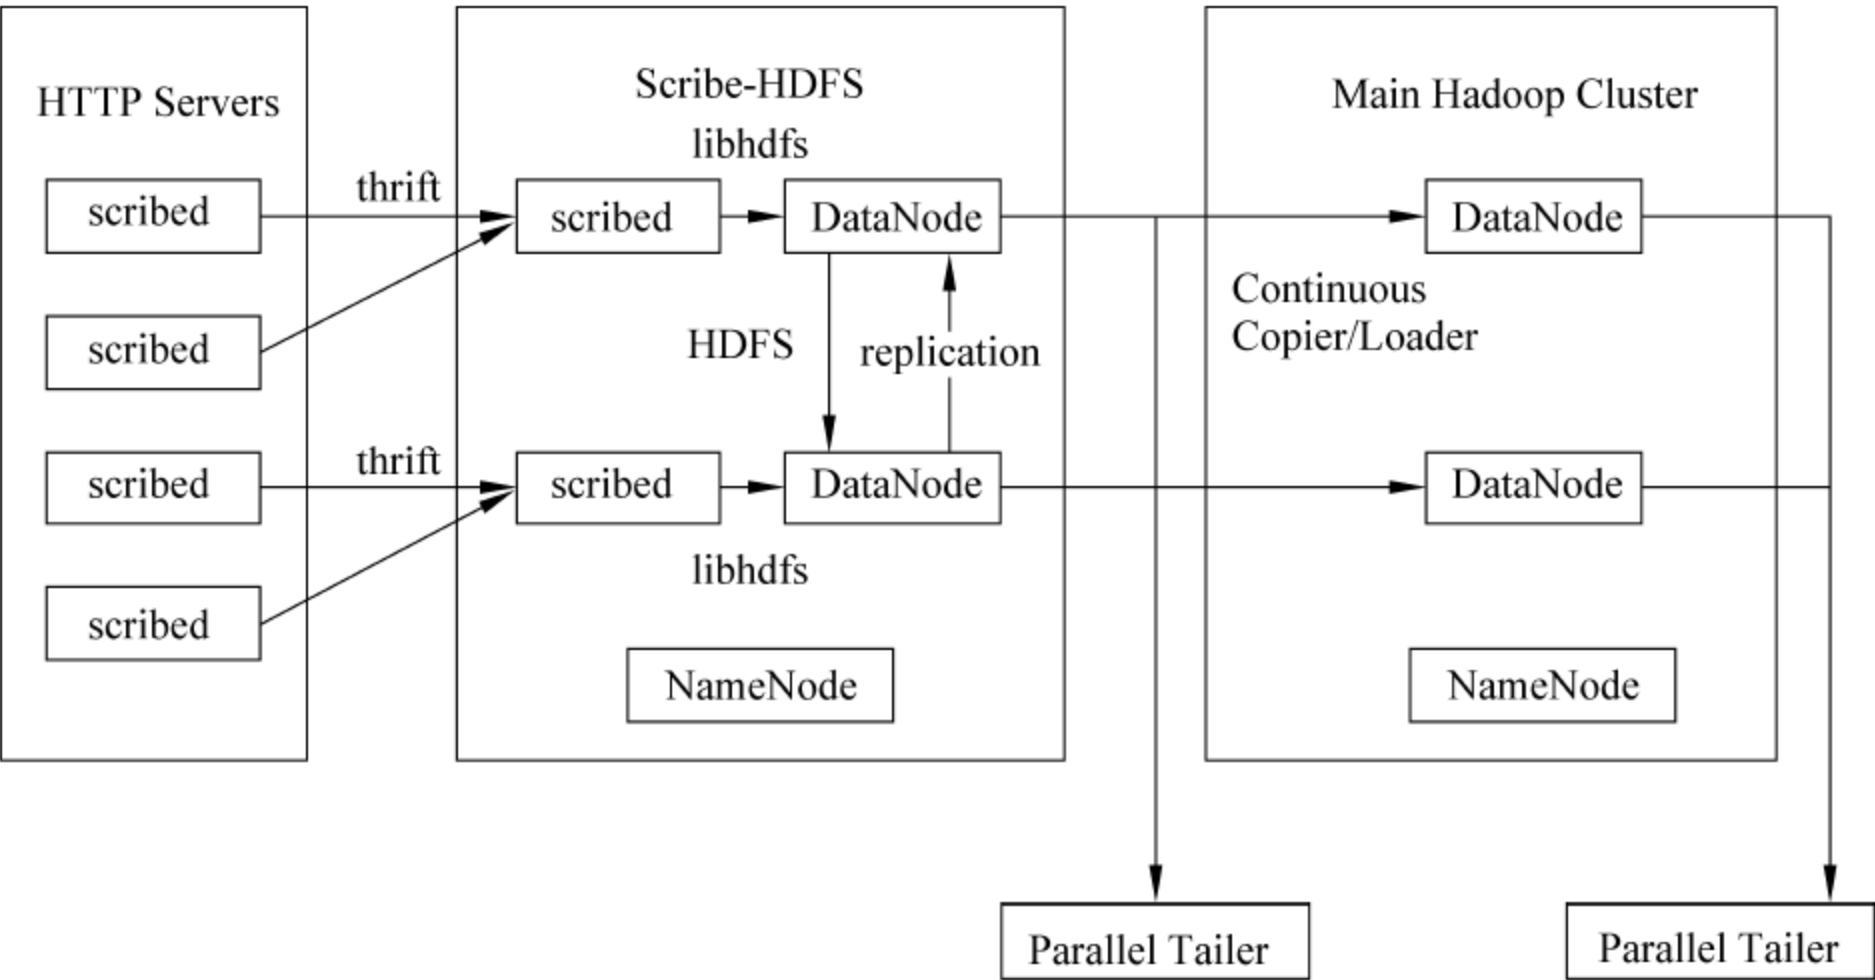 HTTP Servers
scribed
scribed
scribed
scribed
thrift
thrift
Scribe-HDFS
libhdfs
scribed
DataNode
HDFS
replication
scribed
DataNode
libhdfs
NameNode
Main Hadoop Cluster
DataNode
Continuous
Copier/Loader
DataNode
NameNode
Parallel Tailer
Parallel Tailer